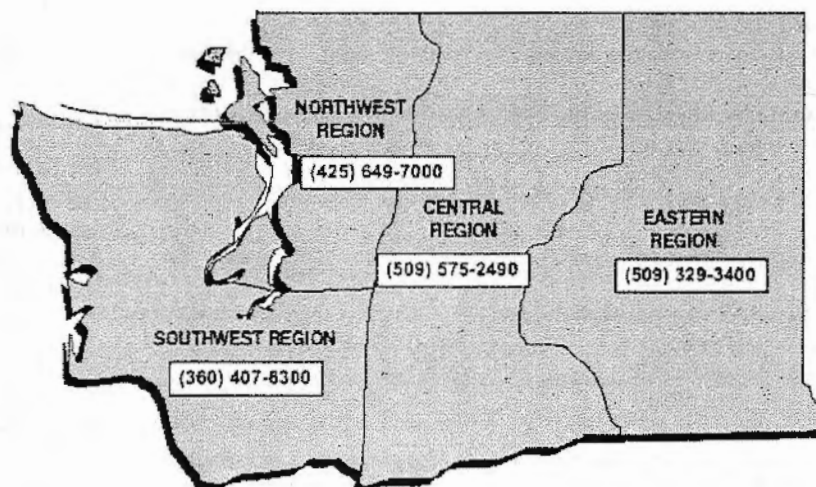 NORTHWEST
REGION
(425) 649-7000
CENTRAL
REGION
(509) 575-2490
EASTERN
REGION
(509) 329-3400
SOUTHWEST REGION
(360) 407-6300